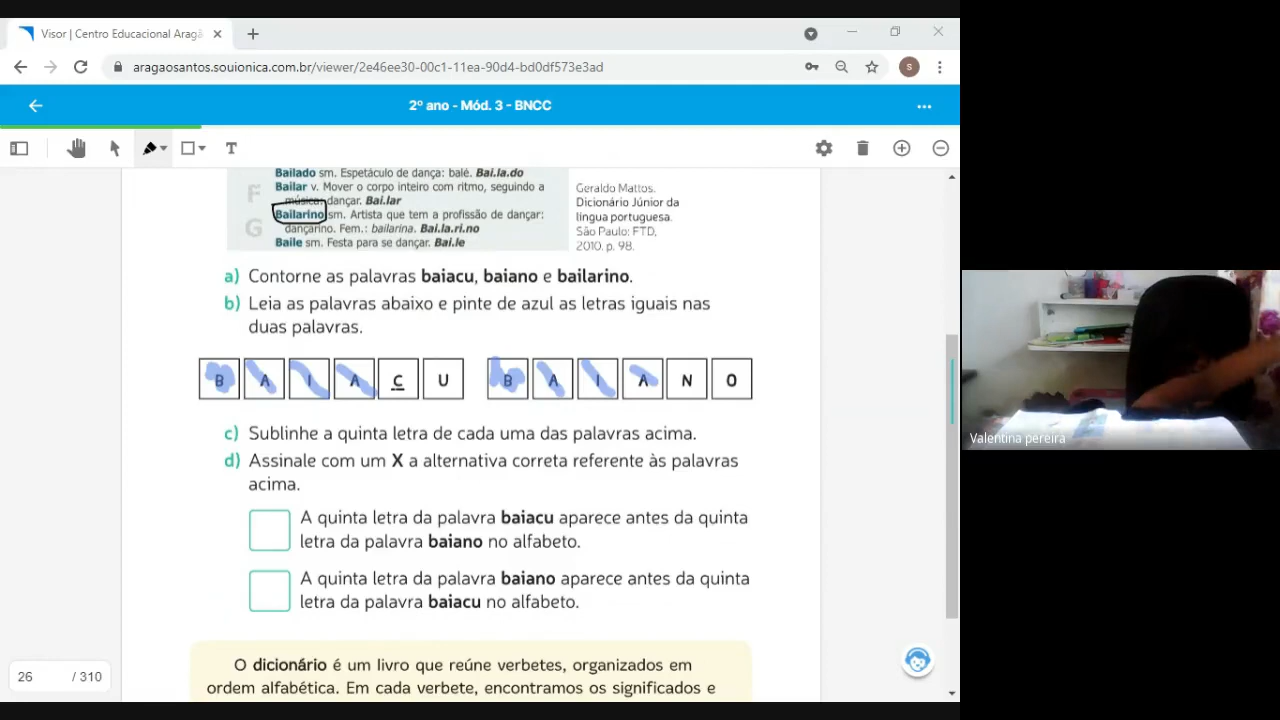 Visor | Centro Educacional Aragã
aragaosantos.souionica.com.br/viewer/2e46ee30-00c1-11ea-90d4-bd0df573e3ad
S
2º ano - Mód. 3 - BNCC
T
Bailado sm. Espetáculo de dança: balé. Bai.la.do
Bailar v. Mover o corpo inteiro com ritmo, seguindo a
música: dançar. Bai.lar
Bailarino sm. Artista que tem a profissão de dançar:
dançarino. Fem.: bailarina. Bai.la.ri.no
Baile sm. Festa para se dançar. Bai.le
F
G
Geraldo Mattos.
Dicionário Júnior da
língua portuguesa.
São Paulo: FTD,
2010. p. 98.
a) Contorne as palavras baiacu, baiano e bailarino.
b) Leia as palavras abaixo e pinte de azul as letras iguais nas
duas palavras.
B A I A C U B A I A N O
c) Sublinhe a quinta letra de cada uma das palavras acima.
d) Assinale com um X a alternativa correta referente às palavras
acima.
A quinta letra da palavra baiacu aparece antes da quinta
letra da palavra baiano no alfabeto.
A quinta letra da palavra baiano aparece antes da quinta
letra da palavra baiacu no alfabeto.
O dicionário é um livro que reúne verbetes, organizados em
ordem alfabética. Em cada verbete, encontramos os significados e
26 / 310
Valentina pereira